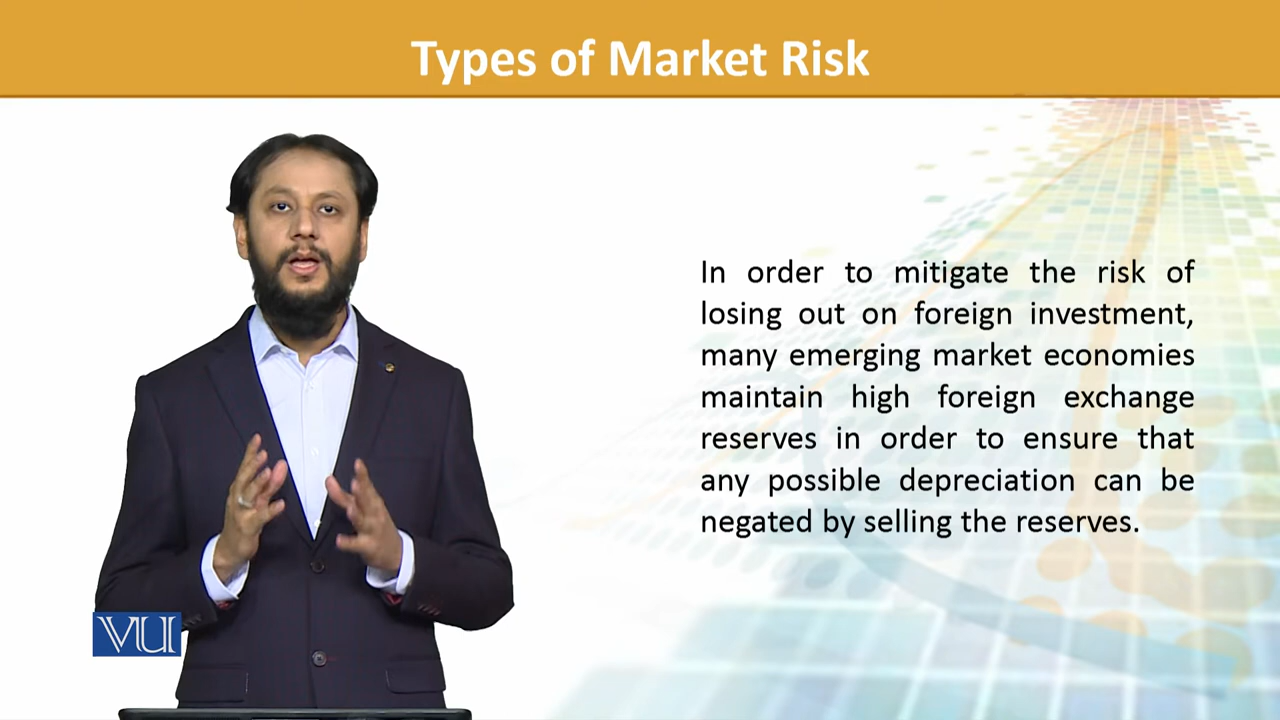 Types of Market Risk
In order to mitigate the risk of
losing out on foreign investment,
many emerging market economies
maintain high foreign exchange
reserves in order to ensure that
any possible depreciation can be
negated by selling the reserves.
VU